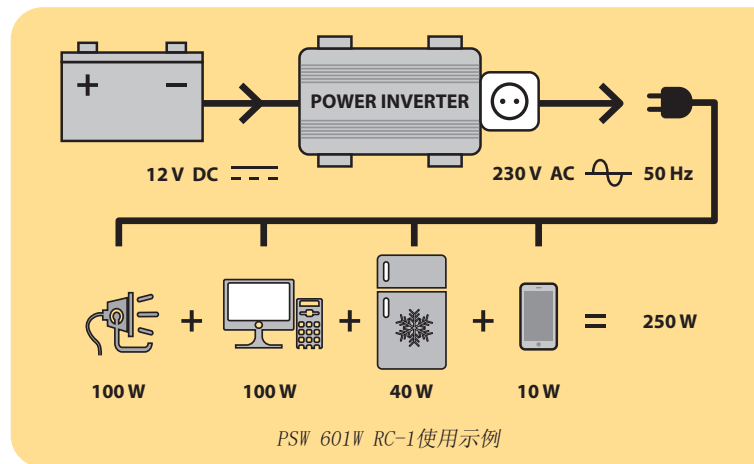 + −
POWER INVERTER
12 V DC
230 V AC 50 Hz
+ + + = 250 W
100 W 100 W 40 W 10 W
PSW 601W RC-1使用示例